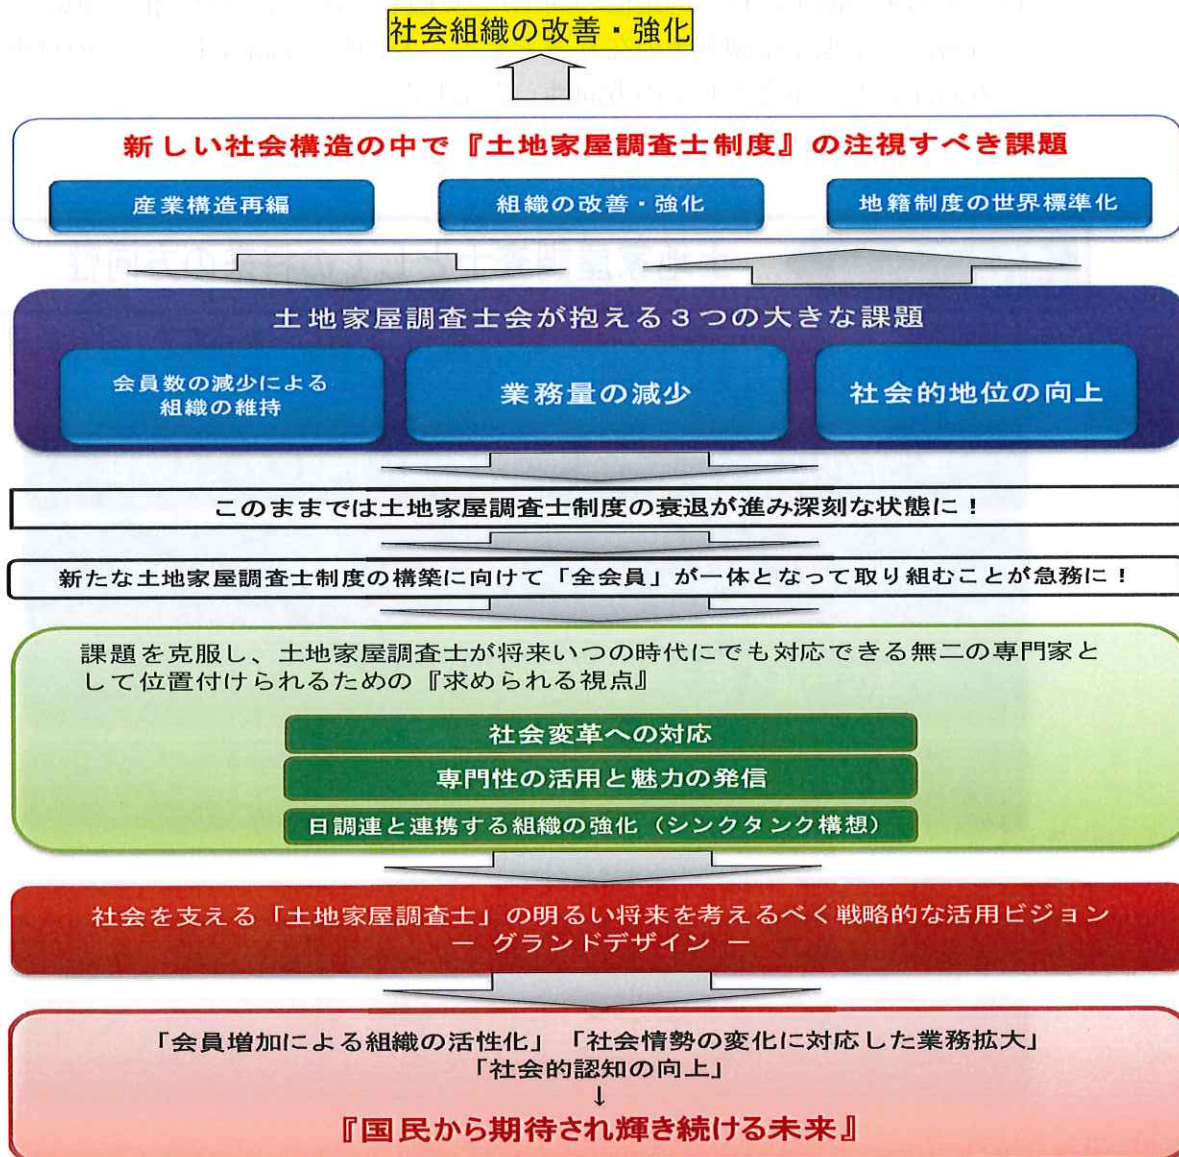 社会組織の改善・強化
新しい社会構造の中で『土地家屋調査士制度』の注視すべき課題
産業構造再編
組織の改善・強化
地籍制度の世界標準化
土地家屋調査士会が抱える3つの大きな課題
会員数の減少による
組織の維持
業務量の減少
社会的地位の向上
このままでは土地家屋調査士制度の衰退が進み深刻な状態に！
新たな土地家屋調査士制度の構築に向けて「全会員」が一体となって取り組むことが急務に！
課題を克服し、土地家屋調査士が将来いつの時代にでも対応できる無二の専門家と
して位置付けられるための『求められる視点』
社会変革への対応
専門性の活用と魅力の発信
日調連と連携する組織の強化（シンクタンク構想）
社会を支える「土地家屋調査士」の明るい将来を考えるべく戦略的な活用ビジョン
－ グランドデザイン －
「会員増加による組織の活性化」「社会情勢の変化に対応した業務拡大」
「社会的認知の向上」
↓
『国民から期待され輝き続ける未来』